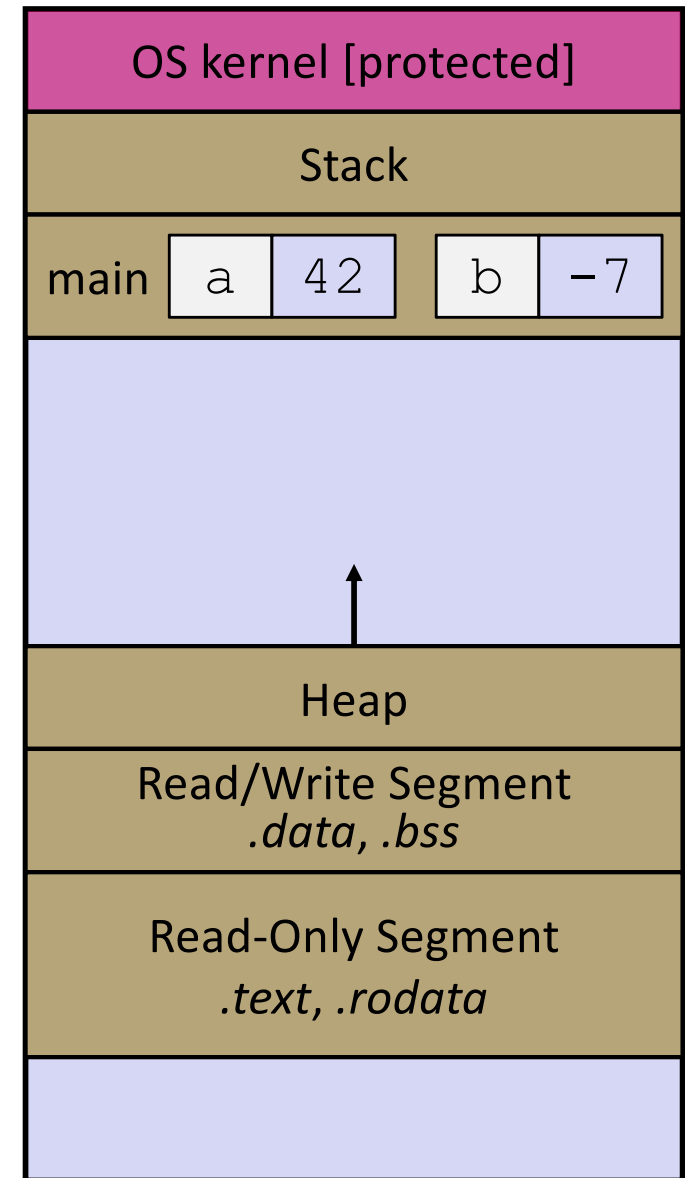 OS kernel [protected]
Stack
main a 42 b -7
Heap
Read/Write Segment
.data, .bss
Read-Only Segment
.text, .rodata